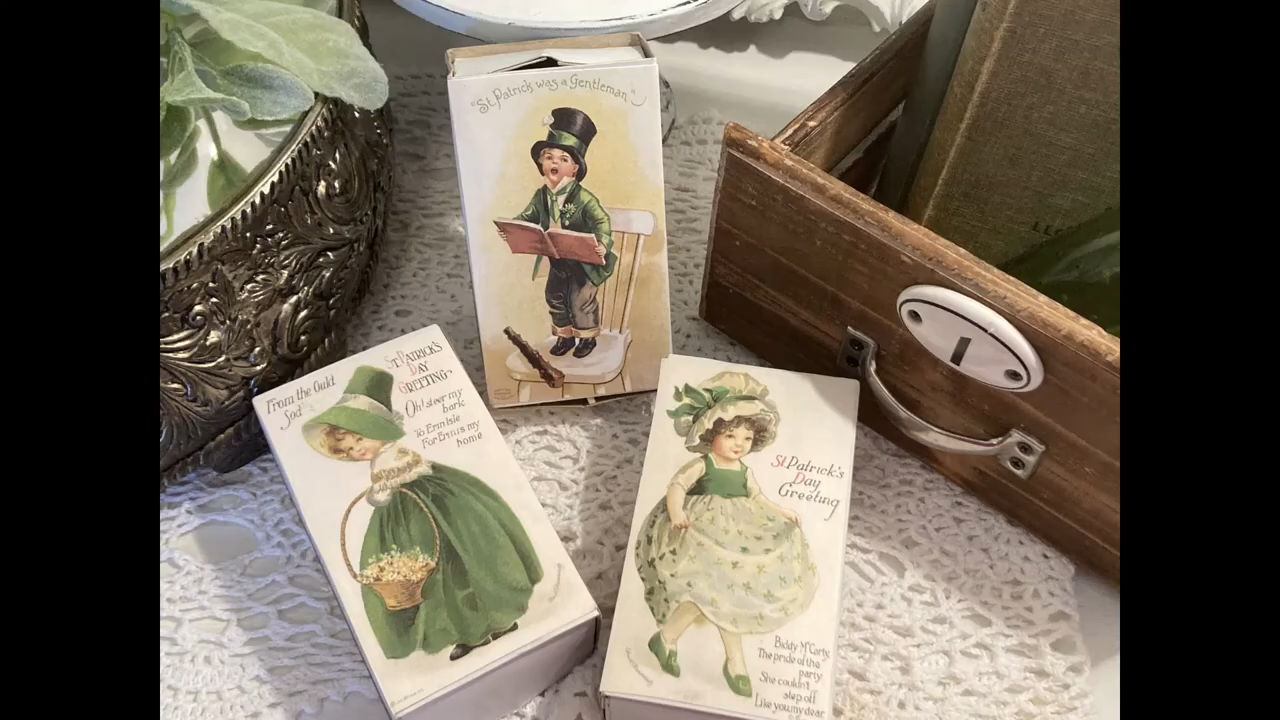 "St. Patrick was a Gentleman"
From the Ould
Sod
St Patrick's
Day
Greeting
Oh! steer my
bark
To Erin's Isle
For Erin is my
home
St Patrick's
Day
Greeting
Biddy McCarty
The pride of the
party
She couldn't
step off
Like you my dear